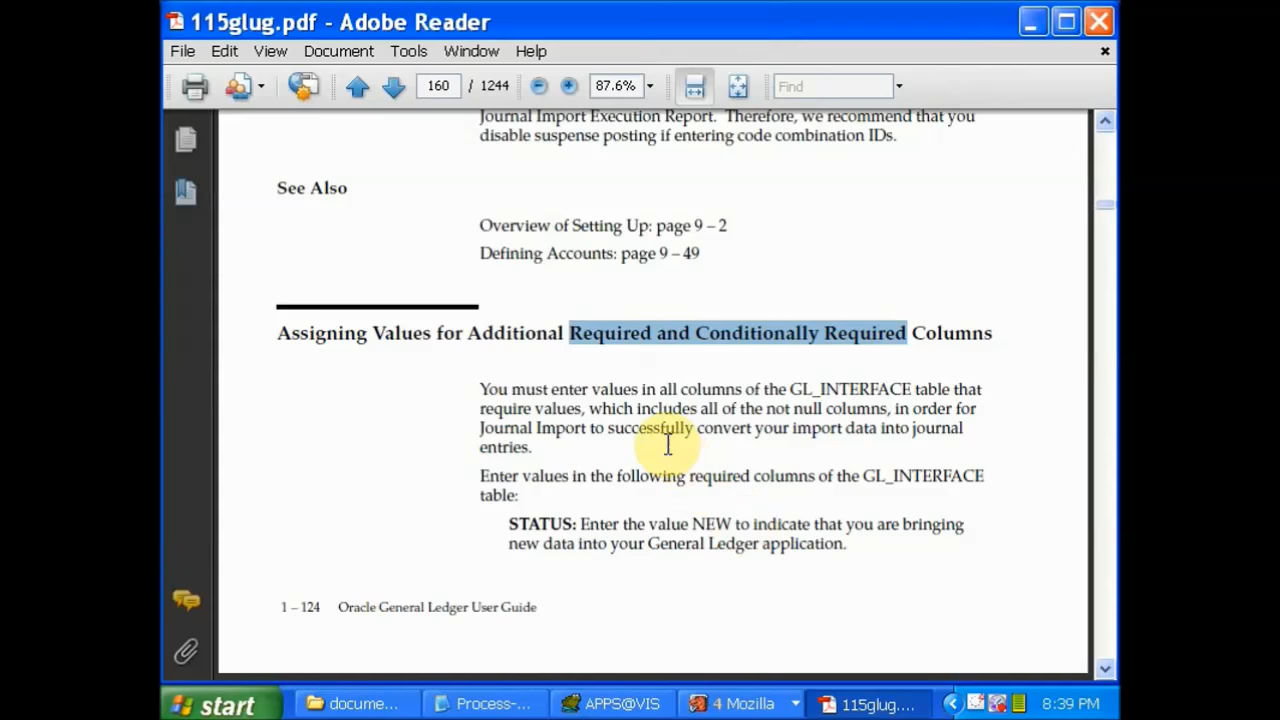 115glug.pdf - Adobe Reader
File Edit View Document Tools Window Help
160 / 1244 87.6% Find
Journal Import Execution Report. Therefore, we recommend that you
disable suspense posting if entering code combination IDs.
See Also
Overview of Setting Up: page 9 – 2
Defining Accounts: page 9 – 49
Assigning Values for Additional Required and Conditionally Required Columns
You must enter values in all columns of the GL_INTERFACE table that
require values, which includes all of the not null columns, in order for
Journal Import to successfully convert your import data into journal
entries.
Enter values in the following required columns of the GL_INTERFACE
table:
STATUS: Enter the value NEW to indicate that you are bringing
new data into your General Ledger application.
1 – 124 Oracle General Ledger User Guide
start docume... Process-... APPS@VIS 4 Mozilla 115glug.... 8:39 PM